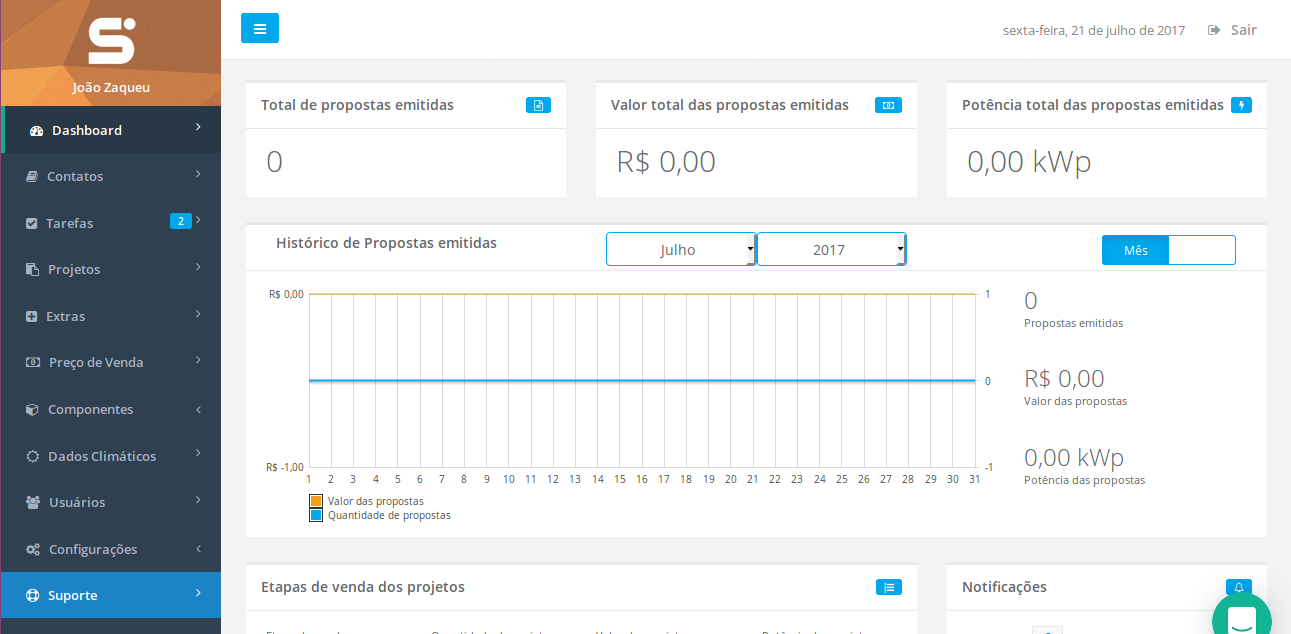 João Zaqueu
Dashboard
Contatos
Tarefas 2
Projetos
Extras
Preço de Venda
Componentes
Dados Climáticos
Usuários
Configurações
Suporte
sexta-feira, 21 de julho de 2017 Sair
Total de propostas emitidas
0
Valor total das propostas emitidas
R$ 0,00
Potência total das propostas emitidas
0,00 kWp
Histórico de Propostas emitidas
Julho 2017
Mês
R$ 0,00 1
0
R$ -1,00 -1
1 2 3 4 5 6 7 8 9 10 11 12 13 14 15 16 17 18 19 20 21 22 23 24 25 26 27 28 29 30 31
Valor das propostas
Quantidade de propostas
0
Propostas emitidas
R$ 0,00
Valor das propostas
0,00 kWp
Potência das propostas
Etapas de venda dos projetos
Notificações